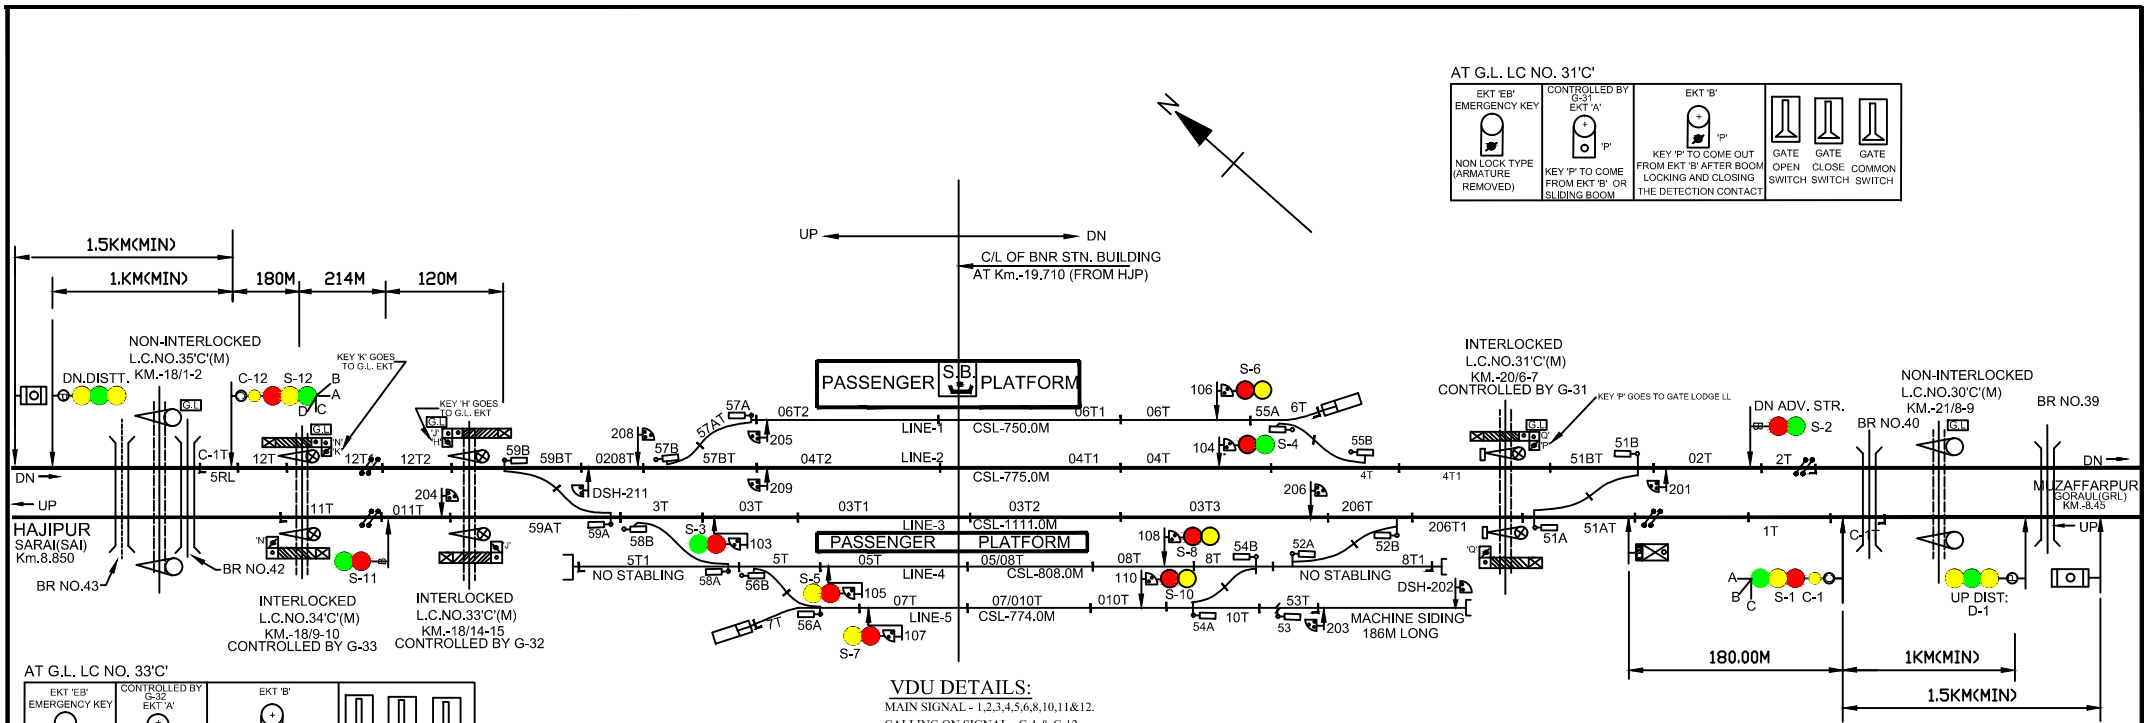 AT G.L. LC NO. 31'C'
EKT 'EB'
EMERGENCY KEY
NON LOCK TYPE
(ARMATURE
REMOVED)
CONTROLLED BY
G-31
EKT 'A'
'P'
KEY 'P' TO COME
FROM EKT 'B' OR
SLIDING BOOM
EKT 'B'
'P'
KEY 'P' TO COME OUT
FROM EKT 'B' AFTER BOOM
LOCKING AND CLOSING
THE DETECTION CONTACT
GATE
OPEN
SWITCH
GATE
CLOSE
SWITCH
GATE
COMMON
SWITCH
N
UP
DN
C/L OF BNR STN. BUILDING
AT Km.-19.710 (FROM HJP)
1.5KM(MIN)
1.KM(MIN)
180M
214M
120M
NON-INTERLOCKED
L.C.NO.35'C'(M)
KM.-18/1-2
KEY 'K' GOES
TO G.L. EKT
DN.DISTT.
G.L
C-12
S-12
B
A
D
C
G.L
'N'
'K'
KEY 'H' GOES
TO G.L. EKT
G.L
'J'
'H'
PASSENGER
S.B.
PLATFORM
S-6
106
104
S-4
INTERLOCKED
L.C.NO.31'C'(M)
KM.-20/6-7
CONTROLLED BY G-31
KEY 'P' GOES TO GATE LODGE LL
G.L
'Q'
'P'
NON-INTERLOCKED
L.C.NO.30'C'(M)
KM.-21/8-9
G.L
BR NO.39
BR NO.40
DN ADV. STR.
S-2
57A
57AT
57B
208
205
06T2
LINE-1
CSL-750.0M
06T1
06T
55A
6T
55B
C-1T
5RL
12T
12T1
12T2
59B
59BT
0208T
57BT
04T2
LINE-2
CSL-775.0M
04T1
04T
4T
4T1
51BT
51B
02T
2T
DN
DN
UP
204
DSH-211
209
206
201
MUZAFFARPUR
GORAUL(GRL)
KM.-8.45
UP
HAJIPUR
SARAI(SAI)
Km.8.850
11T
011T
59AT
59A
3T
03T
03T1
LINE-3
CSL-1111.0M
03T2
03T3
206T
206T1
51AT
51A
1T
C-1T
58B
S-3
103
PASSENGER
PLATFORM
108
S-8
54B
52A
52B
'N'
S-11
'J'
'Q'
BR NO.43
BR NO.42
5T1
NO STABLING
58A
5T
56B
S-5
105
05T
LINE-4
05/08T
CSL-808.0M
08T
8T
NO STABLING
8T1
110
S-10
DSH-202
INTERLOCKED
L.C.NO.34'C'(M)
KM.-18/9-10
CONTROLLED BY G-33
INTERLOCKED
L.C.NO.33'C'(M)
KM.-18/14-15
CONTROLLED BY G-32
7T
56A
07T
LINE-5
07/010T
CSL-774.0M
010T
54A
10T
53T
53
203
MACHINE SIDING
186M LONG
S-7
107
A
B
C
S-1
C-1
UP DIST:
D-1
180.00M
1KM(MIN)
1.5KM(MIN)
AT G.L. LC NO. 33'C'
EKT 'EB'
EMERGENCY KEY
CONTROLLED BY
G-32
EKT 'A'
EKT 'B'
VDU DETAILS:
MAIN SIGNAL - 1,2,3,4,5,6,8,10,11&12.
CALLING ON SIGNAL - C-1 & C-12